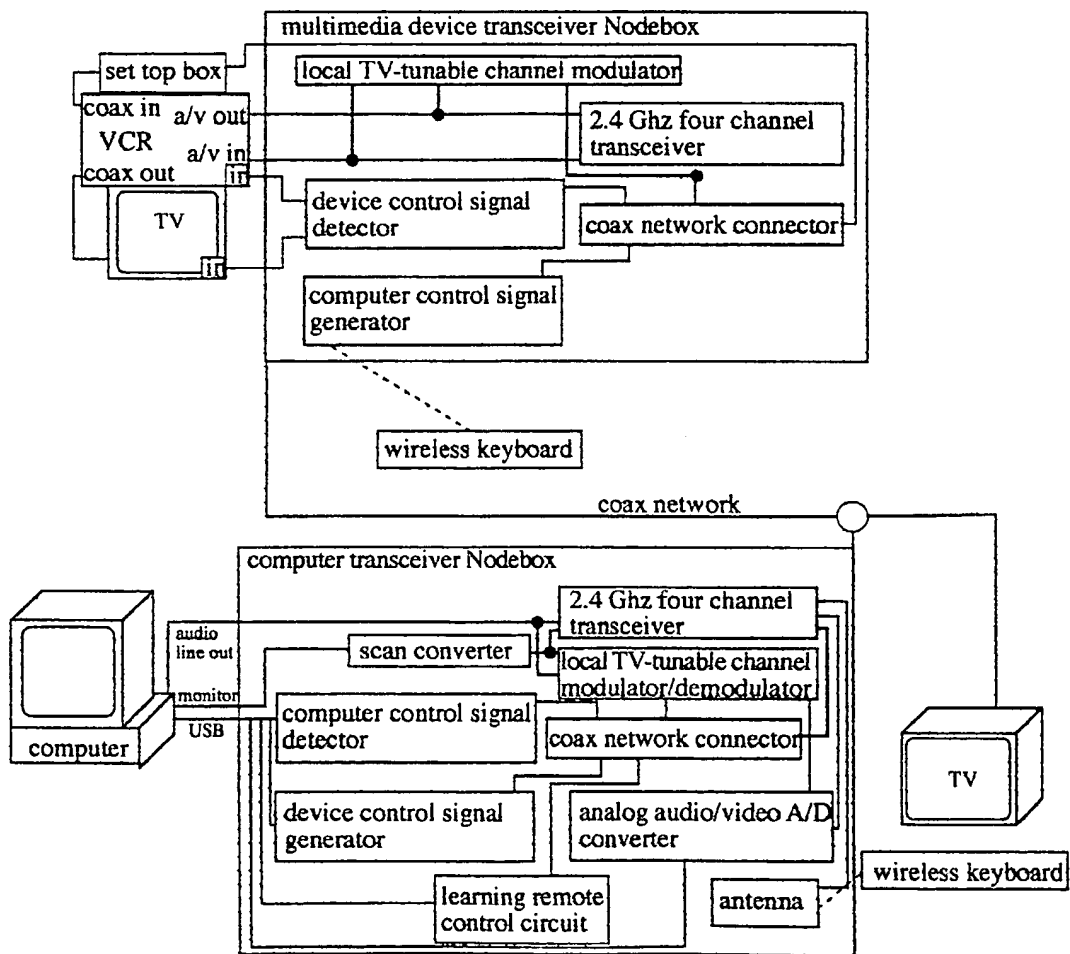 multimedia device transceiver Nodebox
set top box
local TV-tunable channel modulator
coax in
a/v out
VCR
2.4 Ghz four channel
transceiver
a/v in
coax out
in
device control signal
detector
TV
coax network connector
in
computer control signal
generator
wireless keyboard
coax network
computer transceiver Nodebox
2.4 Ghz four channel
transceiver
audio
line out
scan converter
local TV-tunable channel
modulator/demodulator
monitor
USB
computer control signal
detector
coax network connector
computer
TV
device control signal
generator
analog audio/video A/D
converter
wireless keyboard
learning remote
control circuit
antenna